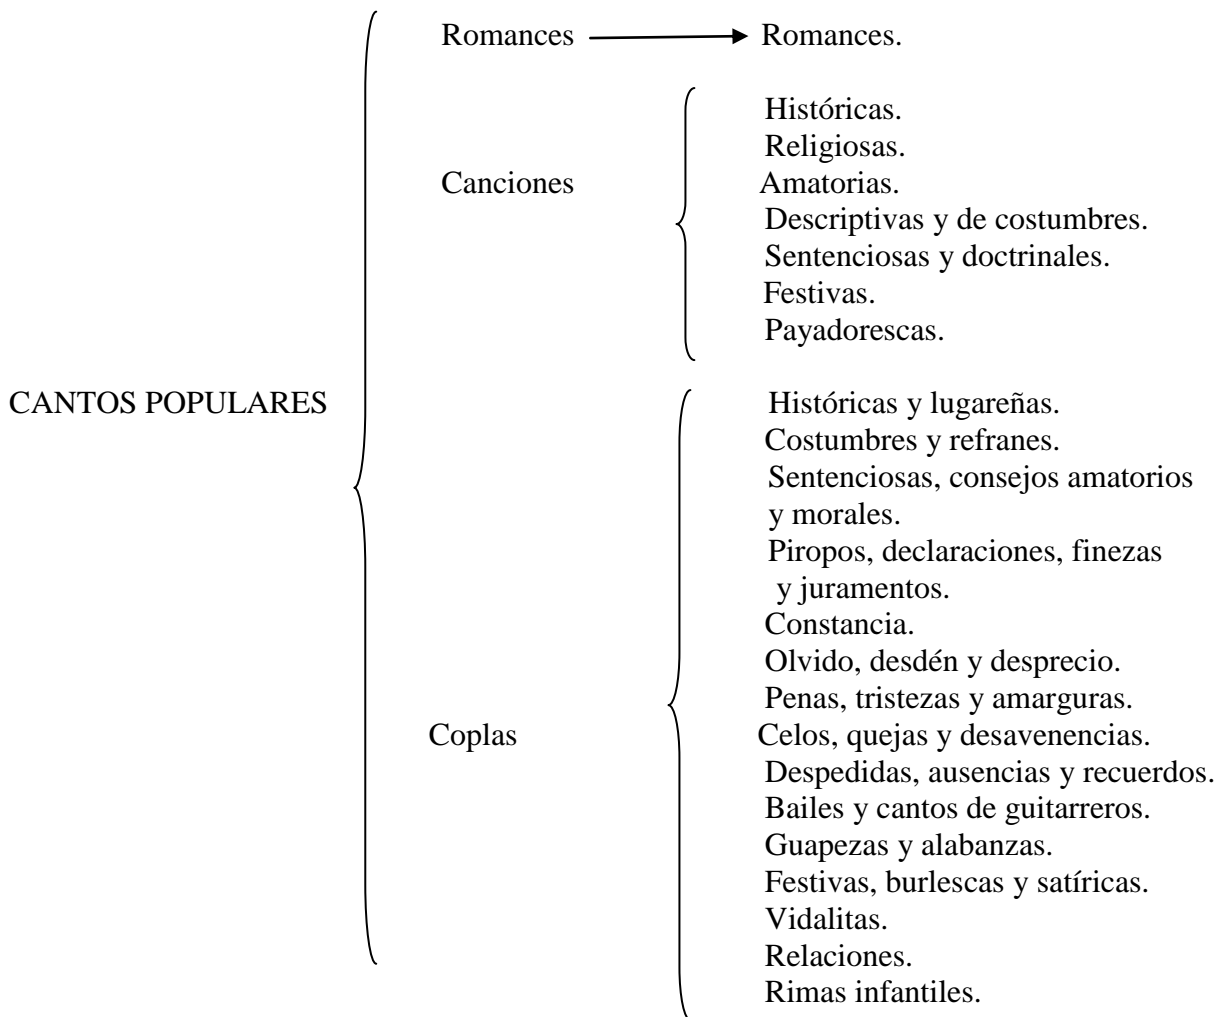 Romances Romances.
Históricas.
Religiosas.
Canciones Amatorias.
Descriptivas y de costumbres.
Sentenciosas y doctrinales.
Festivas.
Payadorescas.
CANTOS POPULARES Históricas y lugareñas.
Costumbres y refranes.
Sentenciosas, consejos amatorios
y morales.
Piropos, declaraciones, finezas
y juramentos.
Constancia.
Olvido, desdén y desprecio.
Penas, tristezas y amarguras.
Coplas Celos, quejas y desavenencias.
Despedidas, ausencias y recuerdos.
Bailes y cantos de guitarreros.
Guapezas y alabanzas.
Festivas, burlescas y satíricas.
Vidalitas.
Relaciones.
Rimas infantiles.